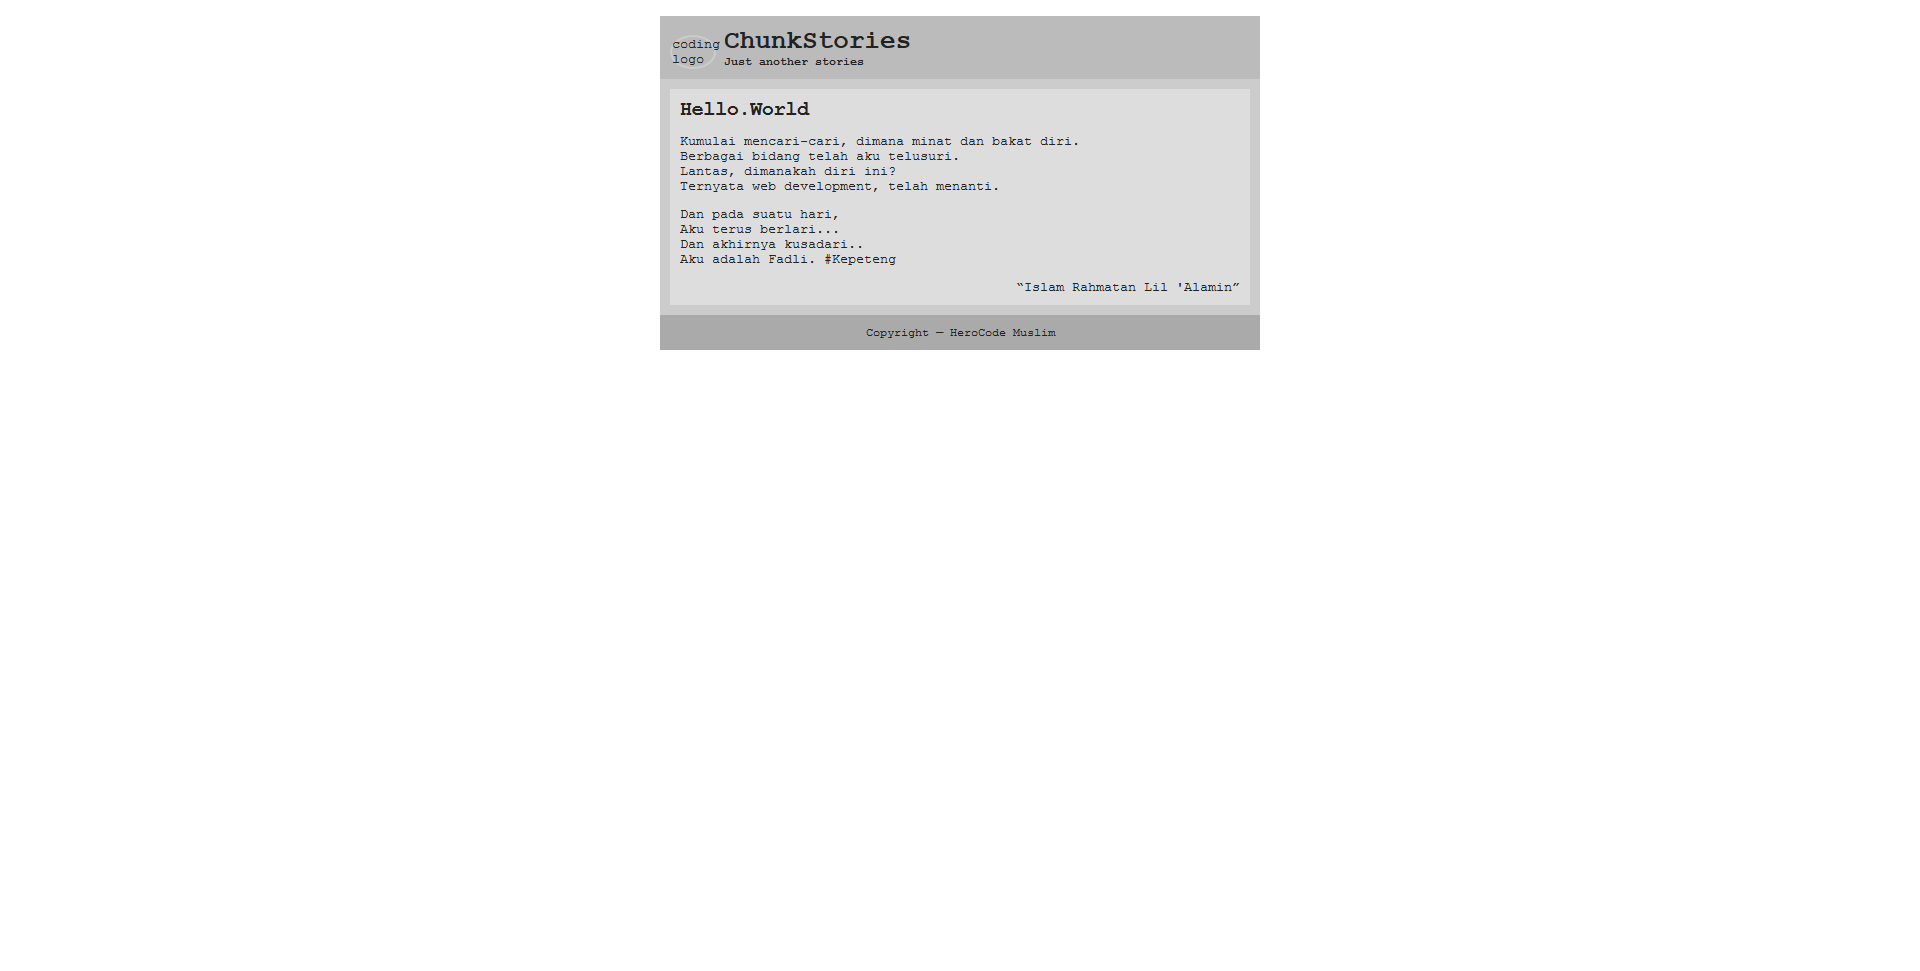 coding
logo
ChunkStories
Just another stories
Hello.World
Kumulai mencari-cari, dimana minat dan bakat diri.
Berbagai bidang telah aku telusuri.
Lantas, dimanakah diri ini?
Ternyata web development, telah menanti.
Dan pada suatu hari,
Aku terus berlari...
Dan akhirnya kusadari..
Aku adalah Fadli. #Kepeteng
“Islam Rahmatan Lil 'Alamin”
Copyright — HeroCode Muslim